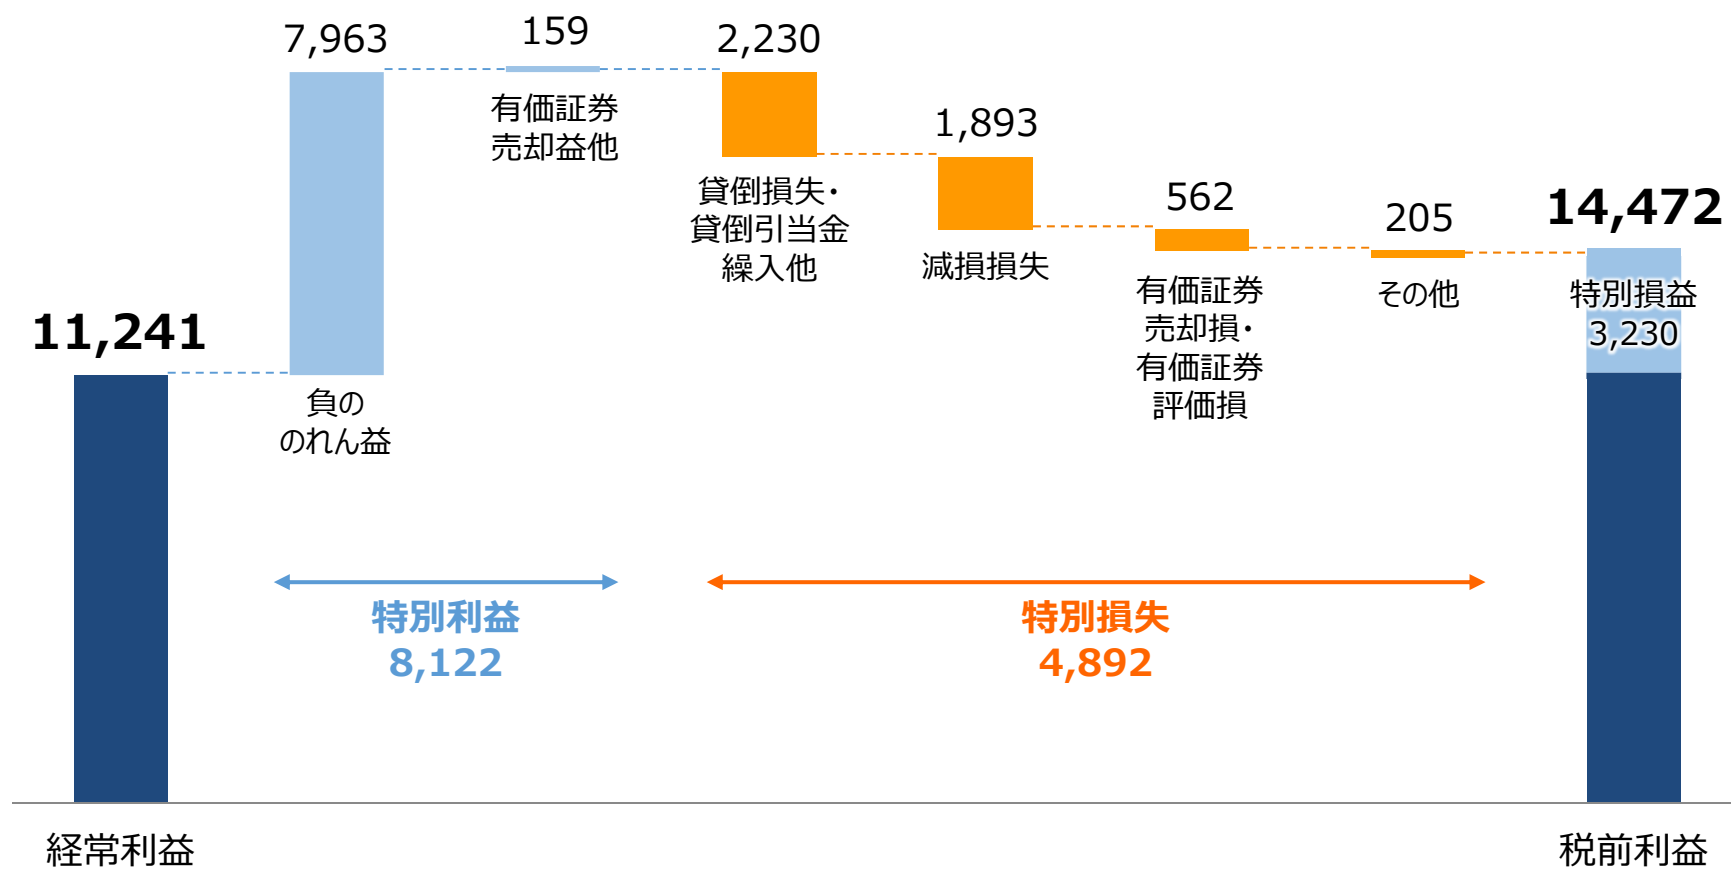 11,241
経常利益
7,963
負の
のれん益
159
有価証券
売却益他
特別利益
8,122
2,230
貸倒損失・
貸倒引当金
繰入他
1,893
減損損失
562
有価証券
売却損・
有価証券
評価損
205
その他
特別損失
4,892
14,472
特別損益
3,230
税前利益